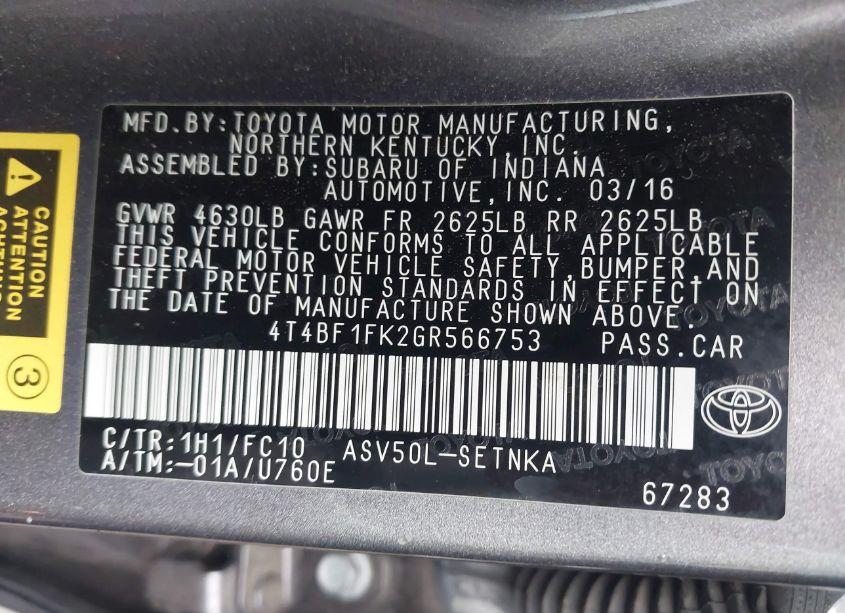 MFD.BY:TOYOTA MOTOR MANUFACTURING,
NORTHERN KENTUCKY,INC.
ASSEMBLED BY:SUBARU OF INDIANA
AUTOMOTIVE,INC. 03/16
GVWR 4630LB GAWR FR 2625LB RR 2625LB
THIS VEHICLE CONFORMS TO ALL APPLICABLE
FEDERAL MOTOR VEHICLE SAFETY,BUMPER,AND
THEFT PREVENTION STANDARDS IN EFFECT ON
THE DATE OF MANUFACTURE SHOWN ABOVE.
4T4BF1FK2GR566753 PASS.CAR
C/TR:1H1/FC10 ASV50L-SETNKA
A/TM:-01A/U760E
67283
CAUTION
ATTENTION
ACHTUNG
3